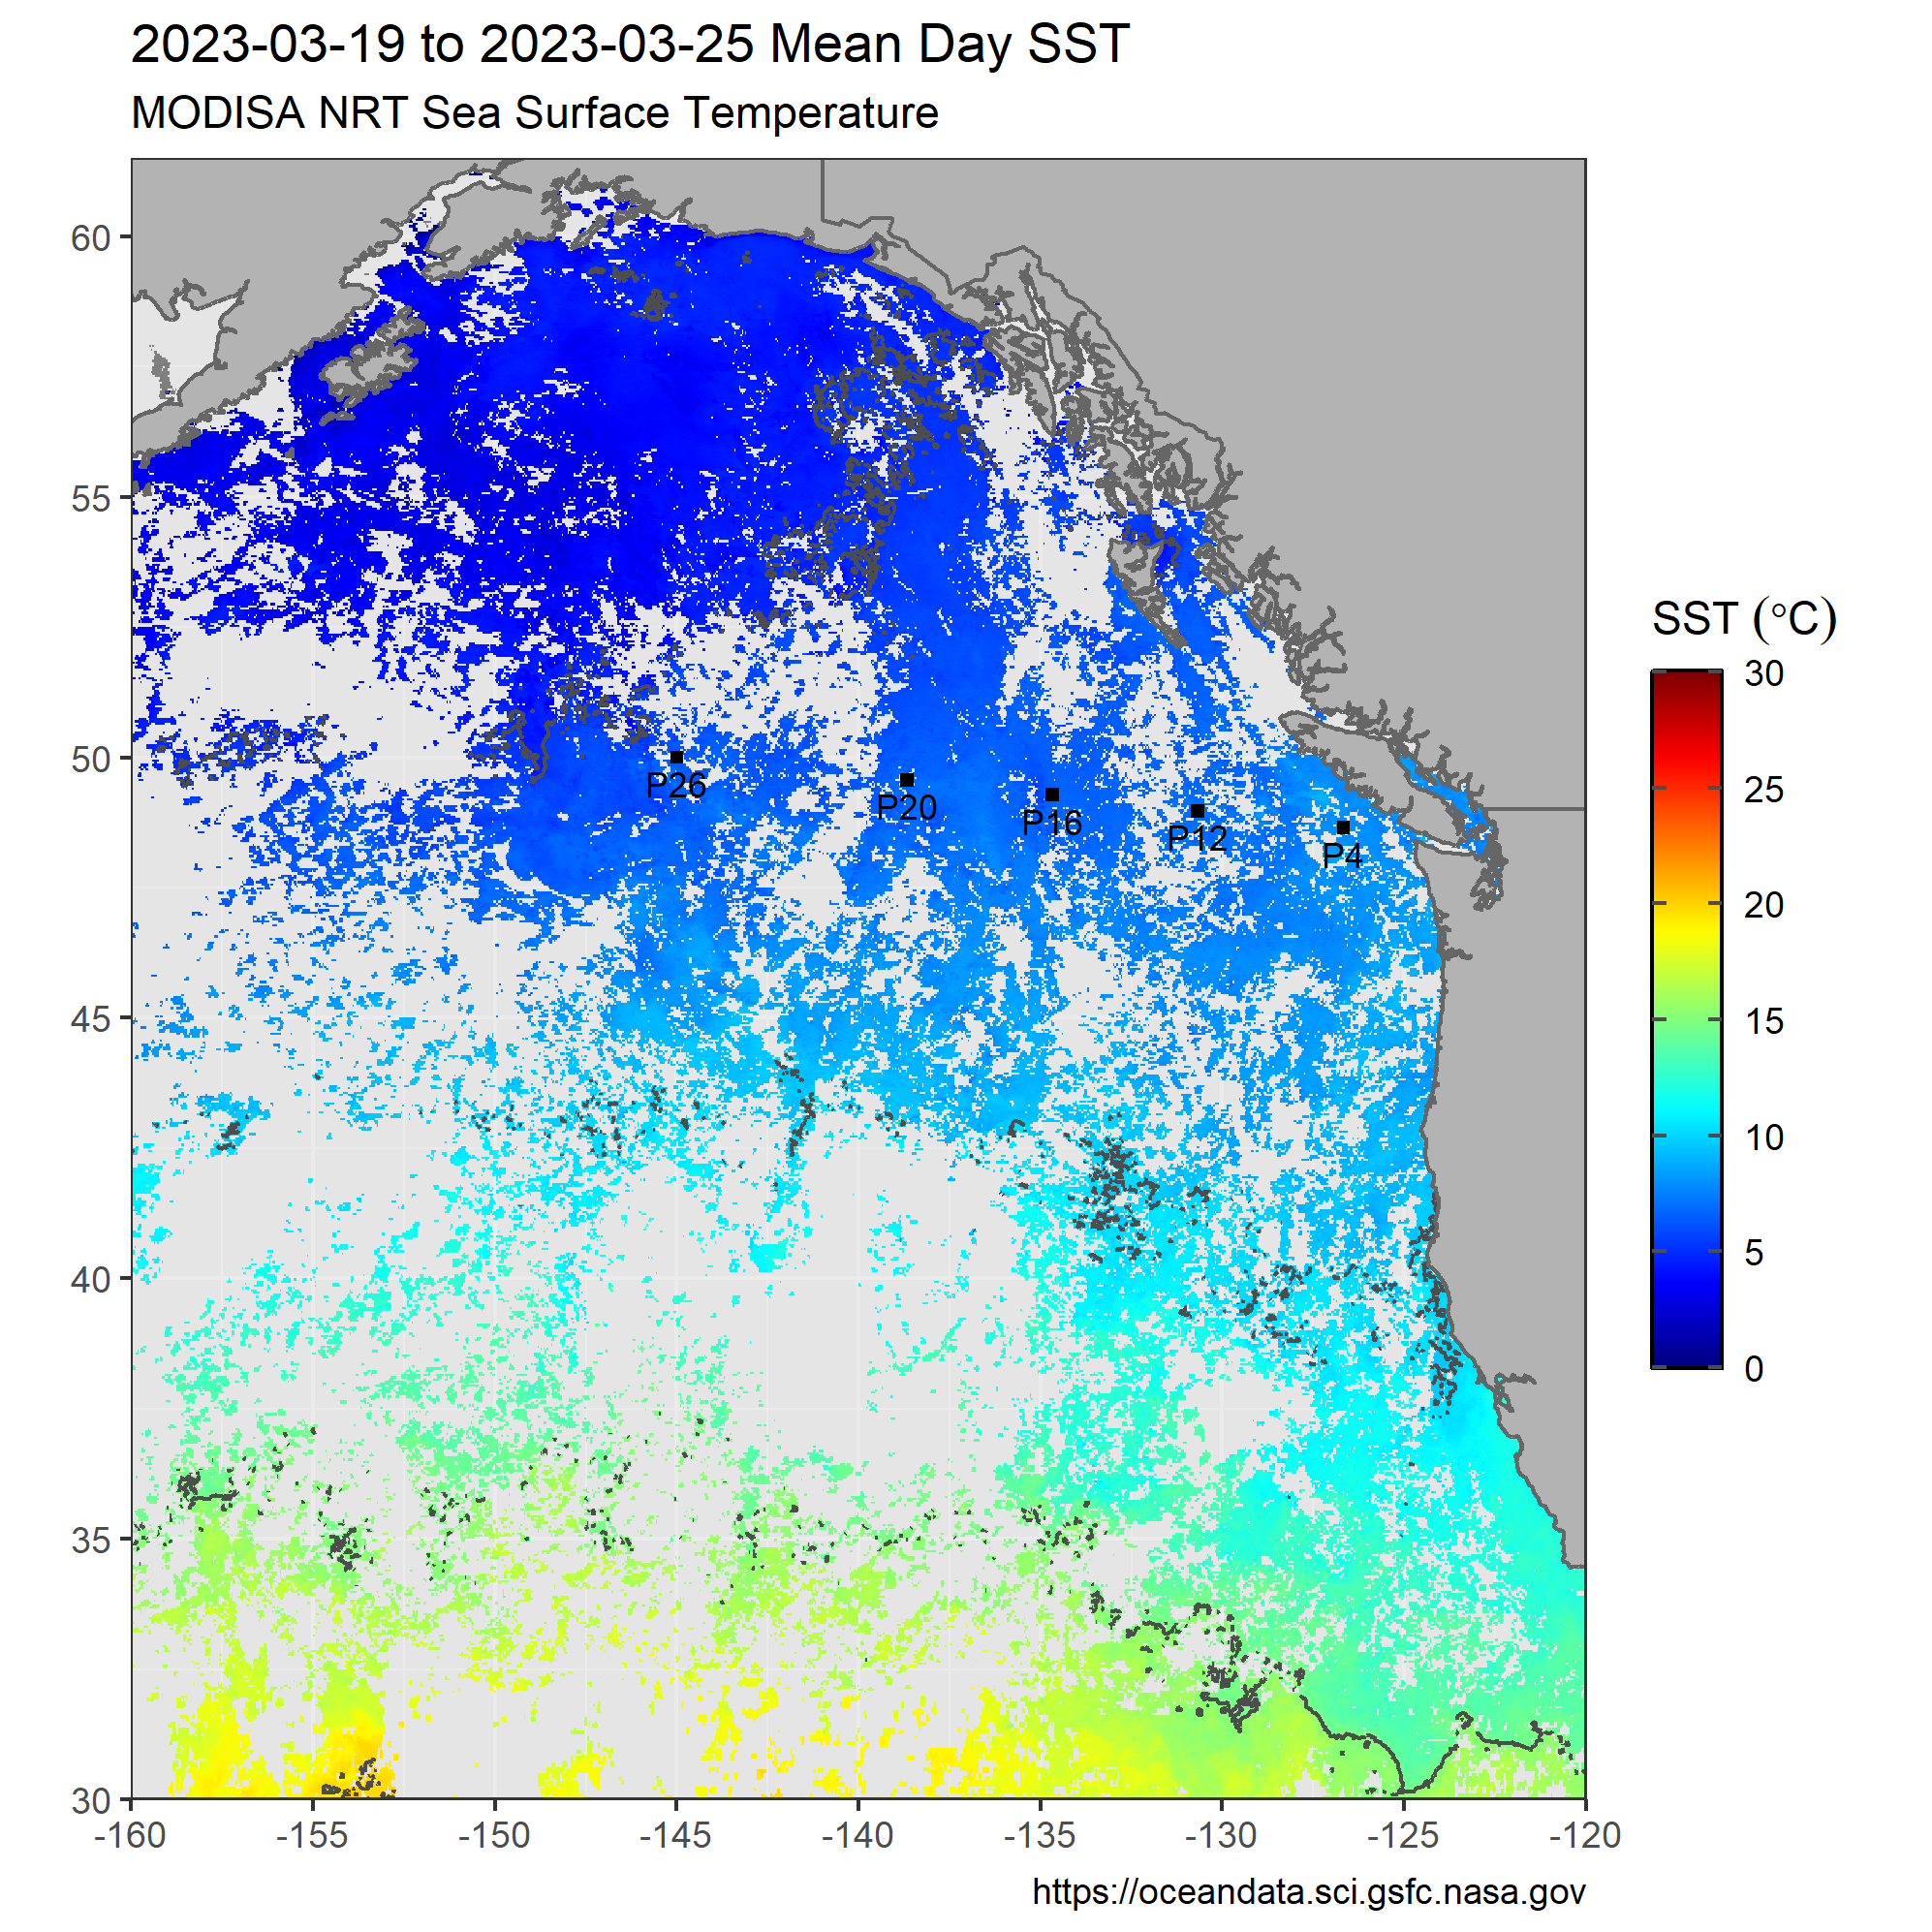 2023-03-19 to 2023-03-25 Mean Day SST
MODISA NRT Sea Surface Temperature
60
55
50
45
40
35
30
-160
-155
-150
-145
-140
-135
-130
-125
-120
P26
P20
P16
P12
P4
SST (°C)
30
25
20
15
10
5
0
https://oceandata.sci.gsfc.nasa.gov